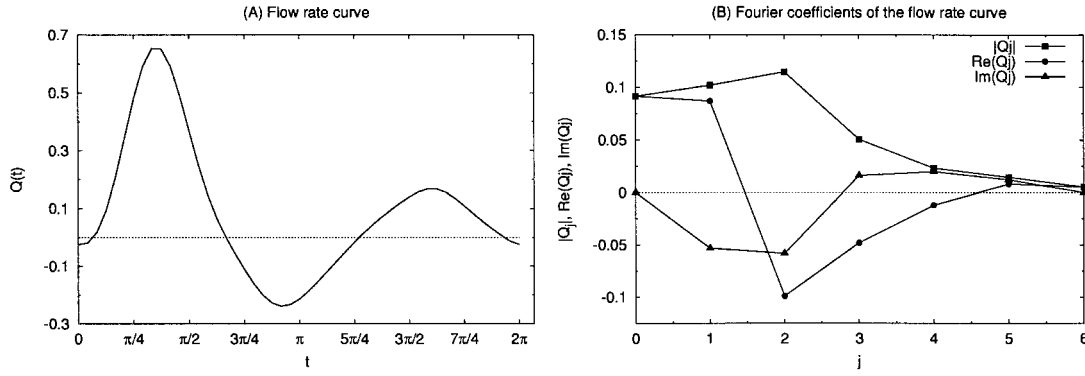 (A) Flow rate curve
0.7
0.5
0.3
0.1
-0.1
-0.3
Q(t)
0 π/4 π/2 3π/4 π 5π/4 3π/2 7π/4 2π
t
(B) Fourier coefficients of the flow rate curve
|Qj|
Re(Qj)
Im(Qj)
0.15
0.1
0.05
0
-0.05
-0.1
|Qj|, Re(Qj), Im(Qj)
0 1 2 3 4 5 6
j